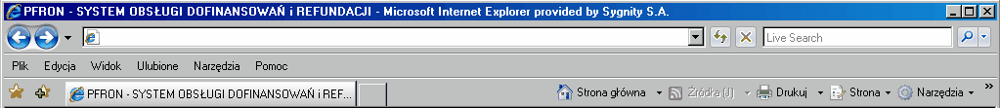 PFRON - SYSTEM OBSŁUGI DOFINANSOWAŃ i REFUNDACJI - Microsoft Internet Explorer provided by Sygnity S.A.
Live Search
Plik Edycja Widok Ulubione Narzędzia Pomoc
PFRON - SYSTEM OBSŁUGI DOFINANSOWAŃ i REF... Strona główna Źródła (J) Drukuj Strona Narzędzia »